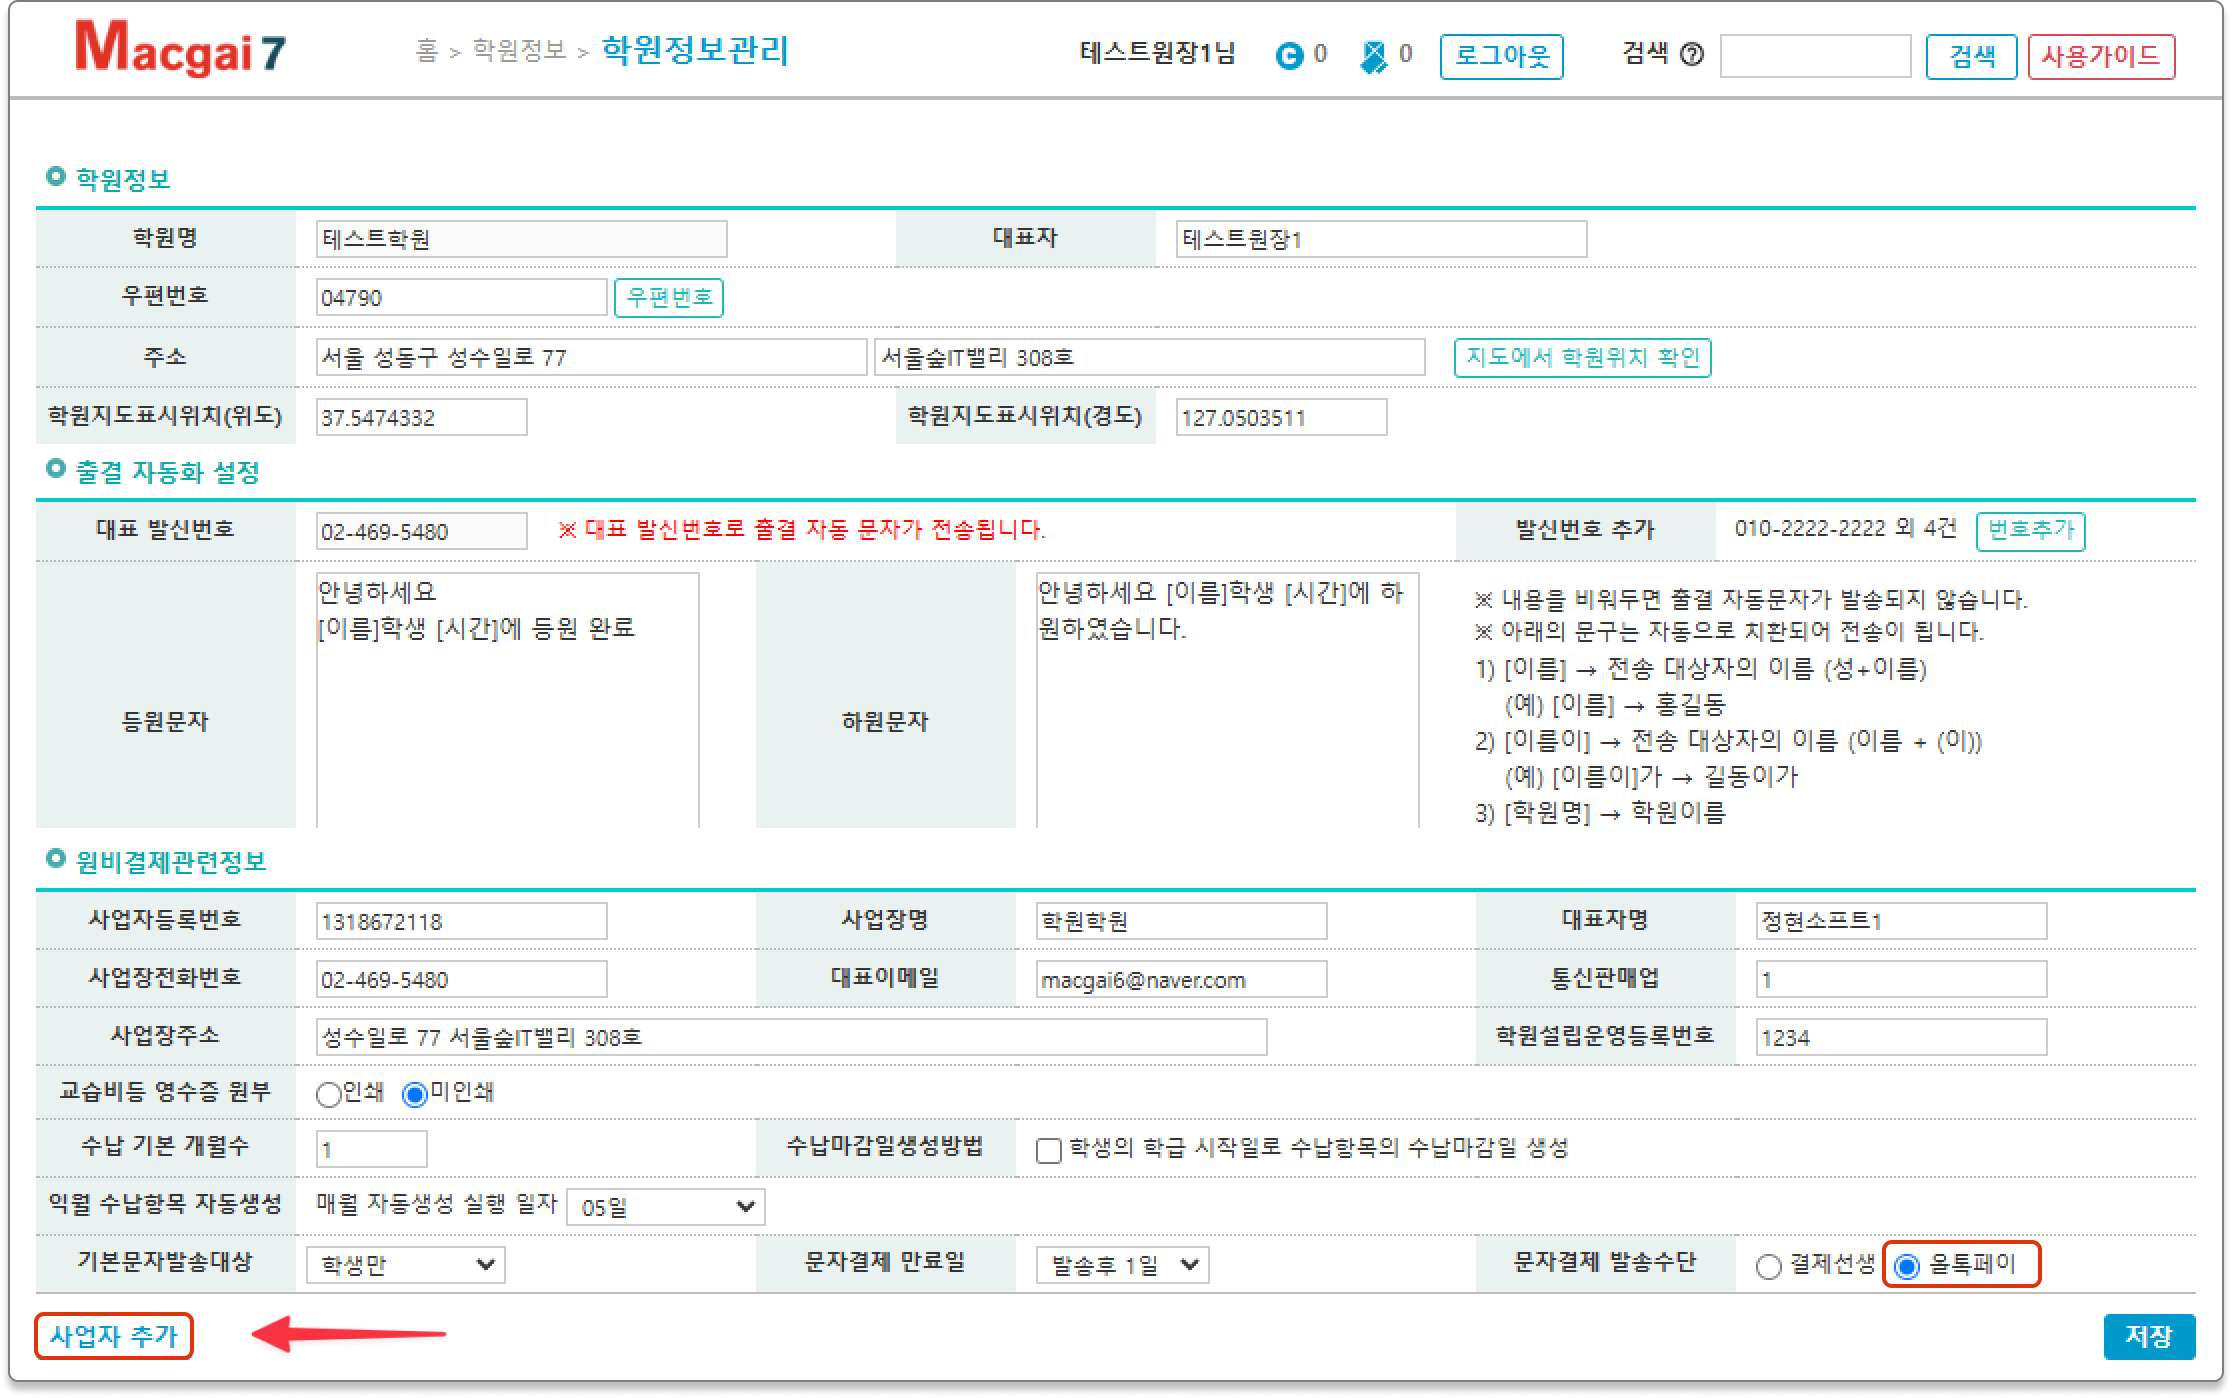 Macgai 7
홈 > 학원정보 > 학원정보관리
테스트원장1님 C 0 0 로그아웃 검색 ? 검색 사용가이드
학원정보
학원명 테스트학원 대표자 테스트원장1
우편번호 04790 우편번호
주소 서울 성동구 성수일로 77 서울숲IT밸리 308호 지도에서 학원위치 확인
학원지도표시위치(위도) 37.5474332 학원지도표시위치(경도) 127.0503511
출결 자동화 설정
대표 발신번호 02-469-5480 ※ 대표 발신번호로 출결 자동 문자가 전송됩니다. 발신번호 추가 010-2222-2222 외 4건 번호추가
등원문자
안녕하세요
[이름]학생 [시간]에 등원 완료
하원문자
안녕하세요 [이름]학생 [시간]에 하
원하였습니다.
※ 내용을 비워두면 출결 자동문자가 발송되지 않습니다.
※ 아래의 문구는 자동으로 치환되어 전송이 됩니다.
1) [이름] → 전송 대상자의 이름 (성+이름)
(예) [이름] → 홍길동
2) [이름이] → 전송 대상자의 이름 (이름 + (이))
(예) [이름이]가 → 길동이가
3) [학원명] → 학원이름
원비결제관련정보
사업자등록번호 1318672118 사업장명 학원학원 대표자명 정현소프트1
사업장전화번호 02-469-5480 대표이메일 macgai6@naver.com 통신판매업 1
사업장주소 성수일로 77 서울숲IT밸리 308호 학원설립운영등록번호 1234
교습비등 영수증 원부 인쇄 미인쇄
수납 기본 개월수 1 수납마감일생성방법 학생의 학급 시작일로 수납항목의 수납마감일 생성
익월 수납항목 자동생성 매월 자동생성 실행 일자 05일
기본문자발송대상 학생만 문자결제 만료일 발송후 1일 문자결제 발송수단 결제선생 올톡페이
사업자 추가 저장